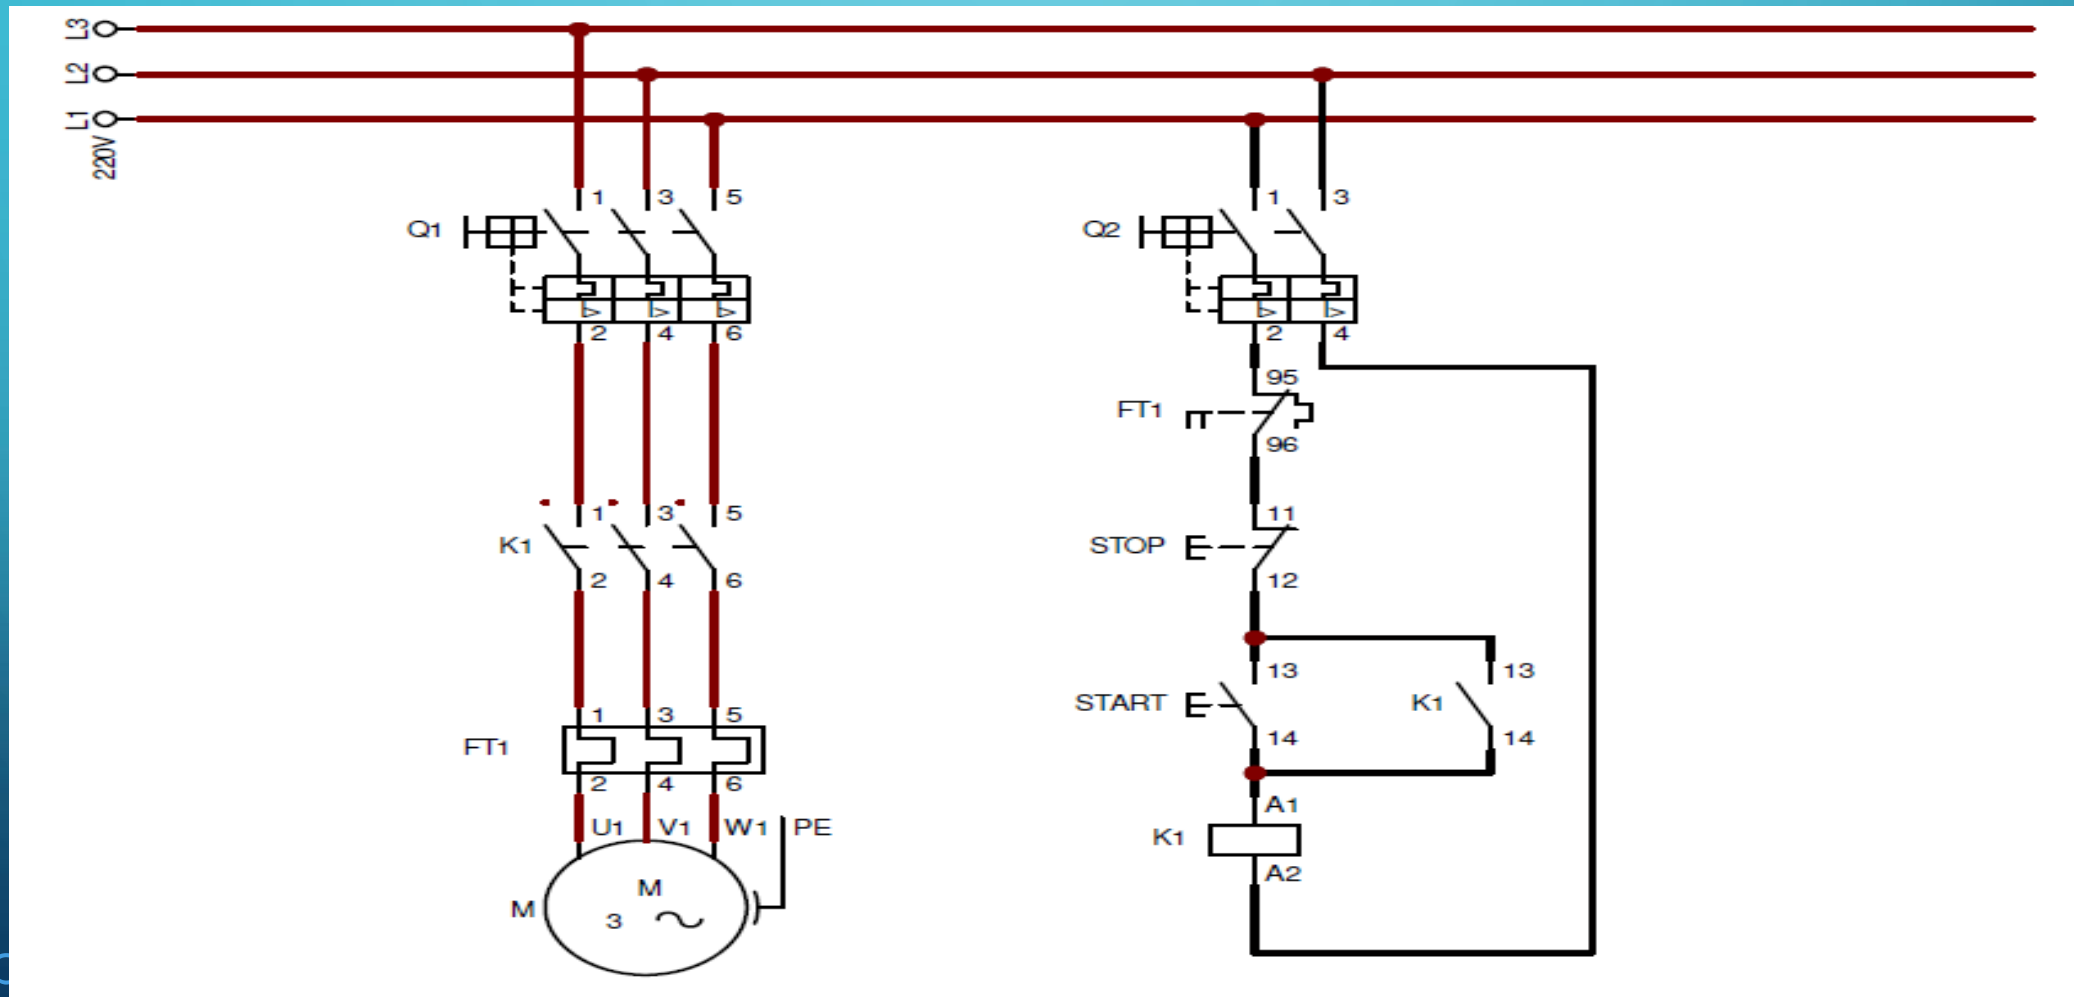 L3
L2
L1
220V
Q1 1 3 5
2 4 6
K1 1 3 5
2 4 6
FT1 1 3 5
2 4 6
U1 V1 W1 PE
M
M
3
Q2 1 3
2 4
95
FT1
96
11
STOP
12
13 13
START K1
14 14
A1
K1
A2